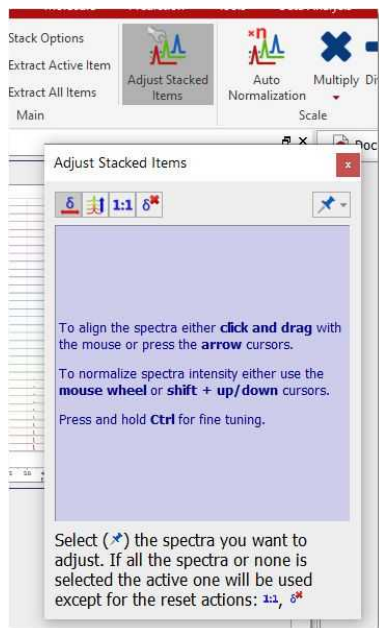 Stack Options
Extract Active Item
Extract All Items
Adjust Stacked
Items
×n
Auto
Normalization
Multiply
Main
Scale
Adjust Stacked Items
x
δ 1:1 δ
To align the spectra either click and drag with
the mouse or press the arrow cursors.
To normalize spectra intensity either use the
mouse wheel or shift + up/down cursors.
Press and hold Ctrl for fine tuning.
Select ( ) the spectra you want to
adjust. If all the spectra or none is
selected the active one will be used
except for the reset actions: 1:1, δ